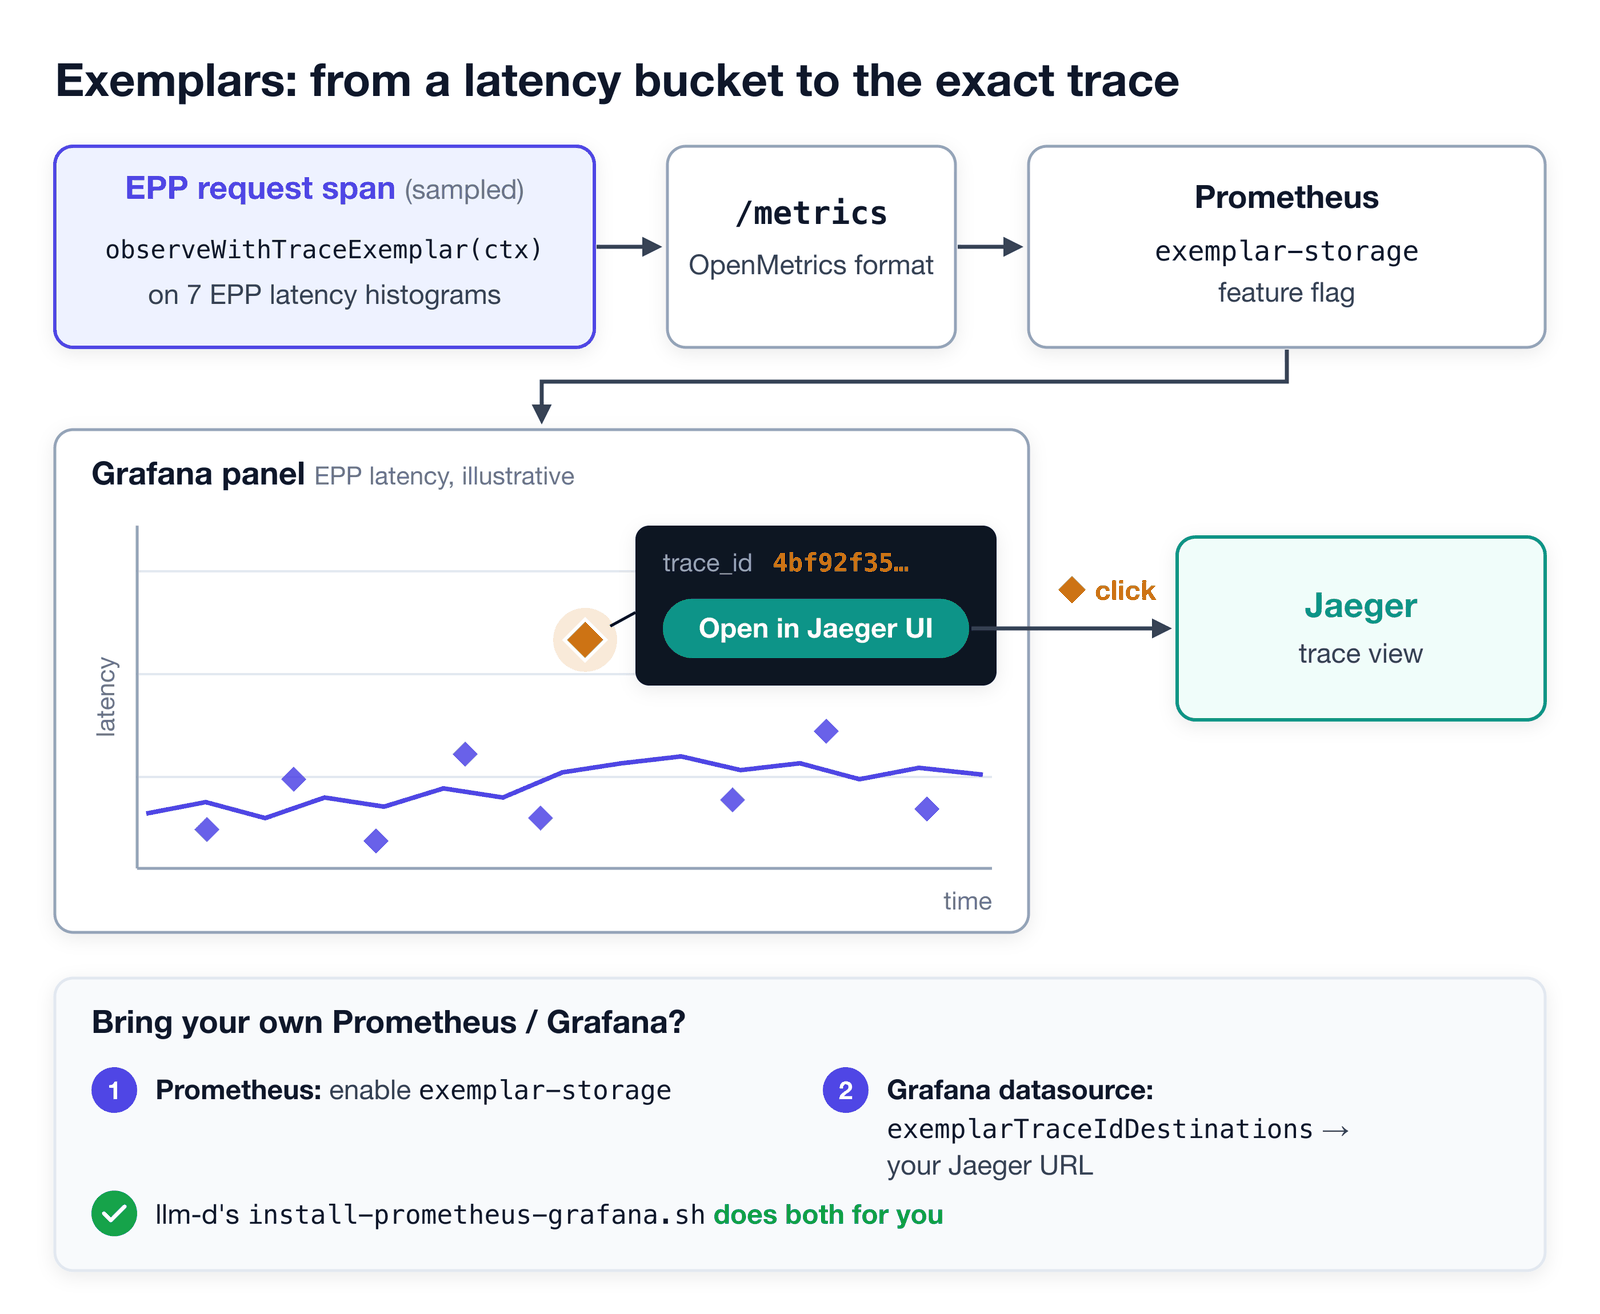 Exemplars: from a latency bucket to the exact trace
EPP request span (sampled)
observeWithTraceExemplar(ctx)
on 7 EPP latency histograms
/metrics
OpenMetrics format
Prometheus
exemplar-storage
feature flag
Grafana panel EPP latency, illustrative
trace_id 4bf92f35…
Open in Jaeger UI
click
Jaeger
trace view
latency
time
Bring your own Prometheus / Grafana?
1 Prometheus: enable exemplar-storage
2 Grafana datasource:
exemplarTraceIdDestinations →
your Jaeger URL
llm-d's install-prometheus-grafana.sh does both for you